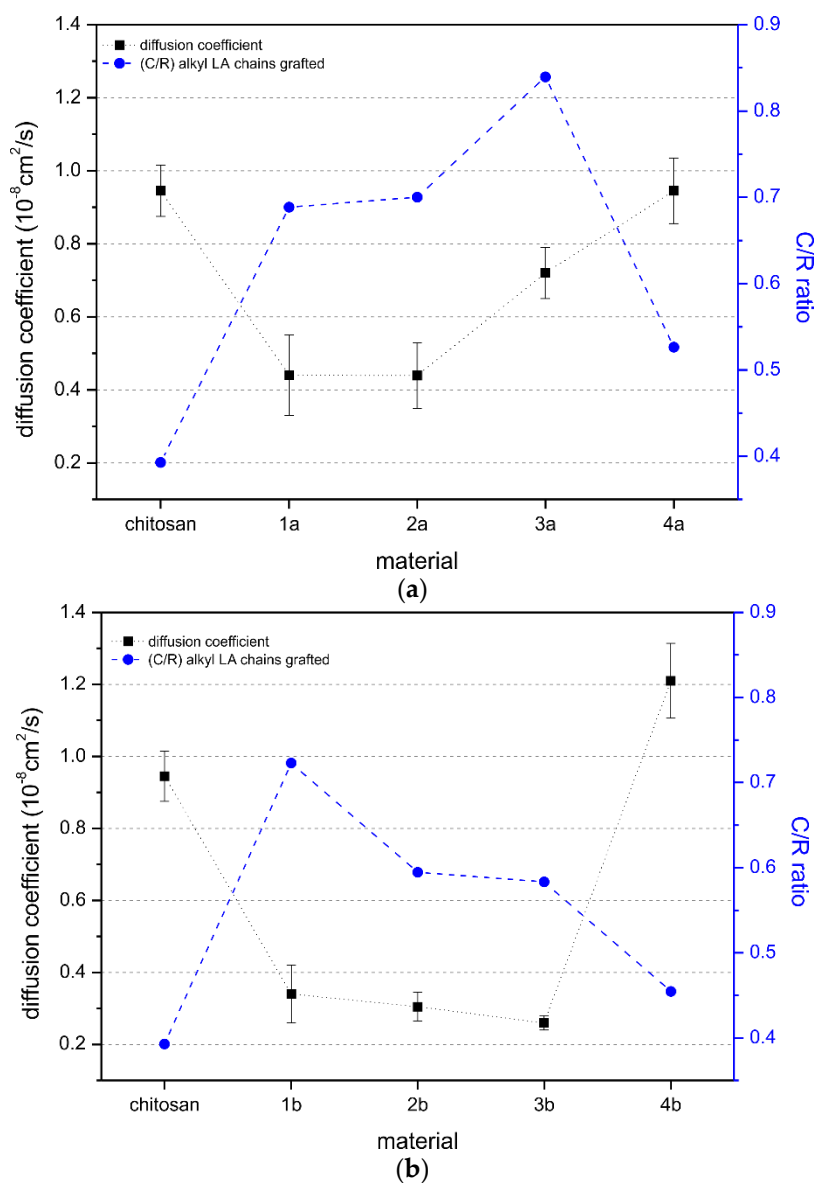 1.4
1.2
1.0
0.8
0.6
0.4
0.2
diffusion coefficient (10⁻⁸cm²/s)
diffusion coefficient
(C/R) alkyl LA chains grafted
0.9
0.8
0.7
0.6
0.5
0.4
C/R ratio
chitosan 1a 2a 3a 4a
material
(a)
1.4
1.2
1.0
0.8
0.6
0.4
0.2
diffusion coefficient (10⁻⁸cm²/s)
diffusion coefficient
(C/R) alkyl LA chains grafted
0.9
0.8
0.7
0.6
0.5
0.4
C/R ratio
chitosan 1b 2b 3b 4b
material
(b)